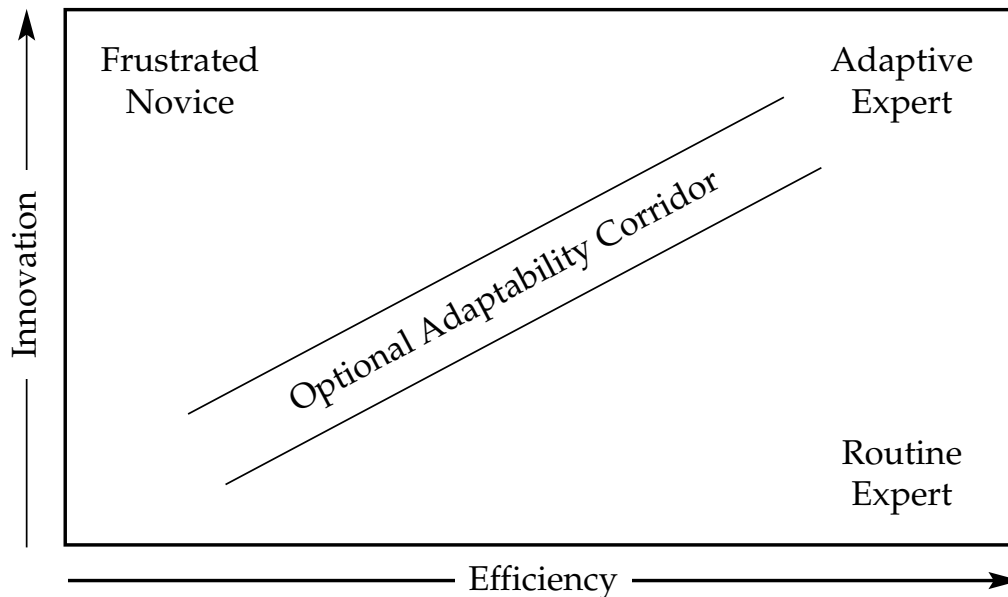 Frustrated
Novice
Adaptive
Expert
Innovation
Optional Adaptability Corridor
Routine
Expert
Efficiency